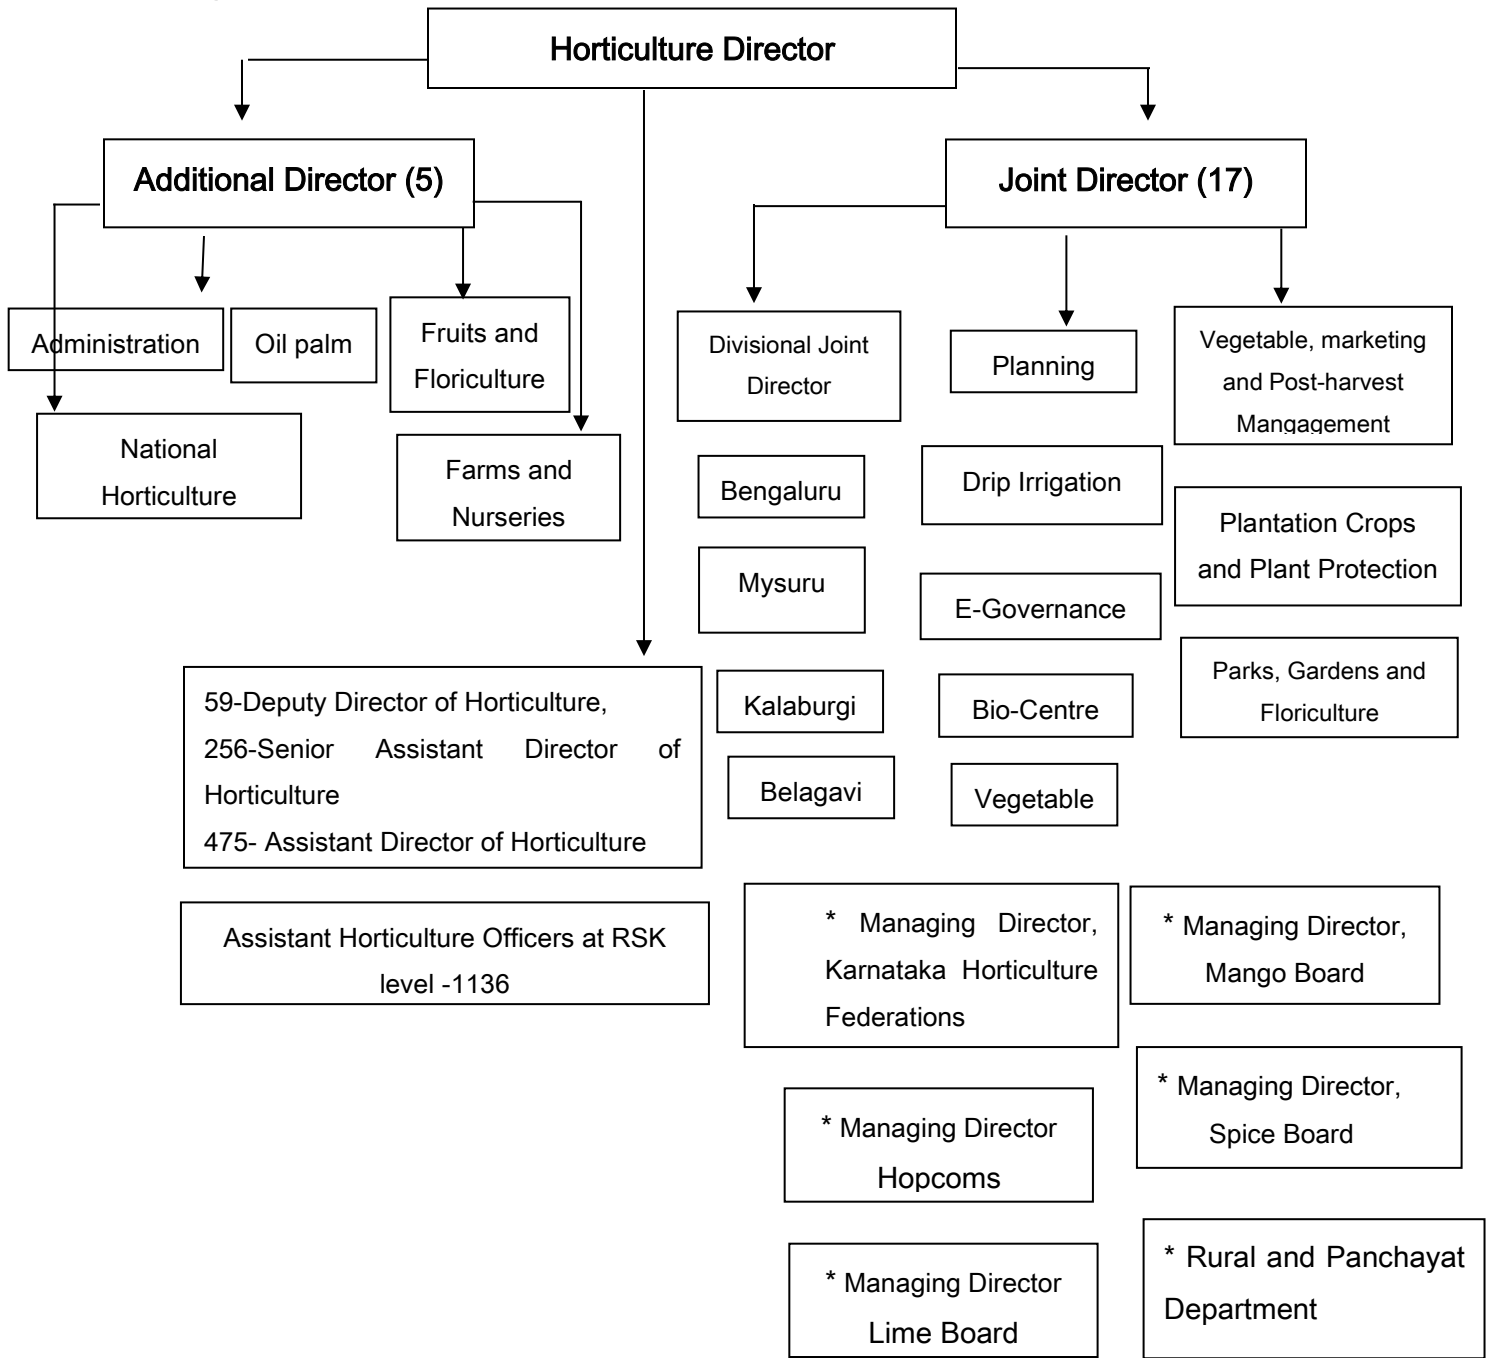 Horticulture Director
Additional Director (5)
Joint Director (17)
Administration
Oil palm
Fruits and
Floriculture
National
Horticulture
Farms and
Nurseries
Divisional Joint
Director
Bengaluru
Mysuru
Kalaburgi
Belagavi
Planning
Drip Irrigation
E-Governance
Bio-Centre
Vegetable
Vegetable, marketing
and Post-harvest
Mangagement
Plantation Crops
and Plant Protection
Parks, Gardens and
Floriculture
59-Deputy Director of Horticulture,
256-Senior Assistant Director of
Horticulture
475- Assistant Director of Horticulture
Assistant Horticulture Officers at RSK
level -1136
* Managing Director,
Karnataka Horticulture
Federations
* Managing Director,
Mango Board
* Managing Director
Hopcoms
* Managing Director,
Spice Board
* Managing Director
Lime Board
* Rural and Panchayat
Department